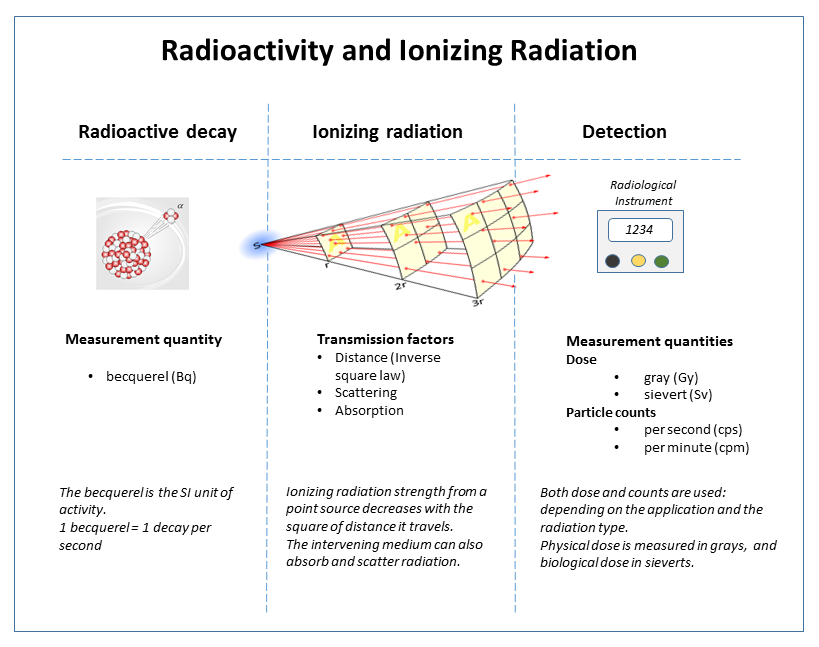 Radioactivity and Ionizing Radiation
Radioactive decay
Ionizing radiation
Detection
α
S
A
A
A
r
2r
3r
Radiological
Instrument
1234
Measurement quantity
• becquerel (Bq)
The becquerel is the SI unit of
activity.
1 becquerel = 1 decay per
second
Transmission factors
• Distance (Inverse
square law)
• Scattering
• Absorption
Ionizing radiation strength from a
point source decreases with the
square of distance it travels.
The intervening medium can also
absorb and scatter radiation.
Measurement quantities
Dose
• gray (Gy)
• sievert (Sv)
Particle counts
• per second (cps)
• per minute (cpm)
Both dose and counts are used:
depending on the application and the
radiation type.
Physical dose is measured in grays, and
biological dose in sieverts.